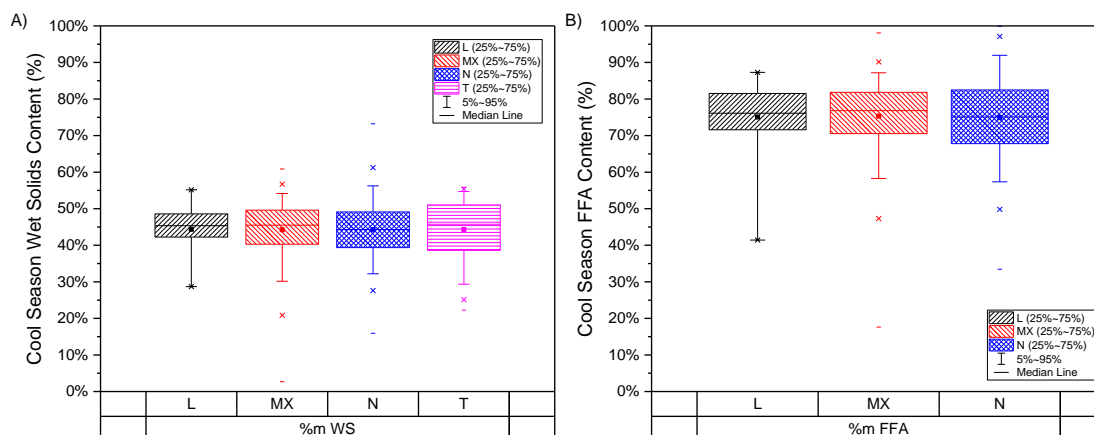 A)
Cool Season Wet Solids Content (%)
100%
90%
80%
70%
60%
50%
40%
30%
20%
10%
0%
L (25%~75%)
MX (25%~75%)
N (25%~75%)
T (25%~75%)
5%~95%
Median Line
L MX N T
%m WS
B)
Cool Season FFA Content (%)
100%
90%
80%
70%
60%
50%
40%
30%
20%
10%
0%
L (25%~75%)
MX (25%~75%)
N (25%~75%)
5%~95%
Median Line
L MX N
%m FFA